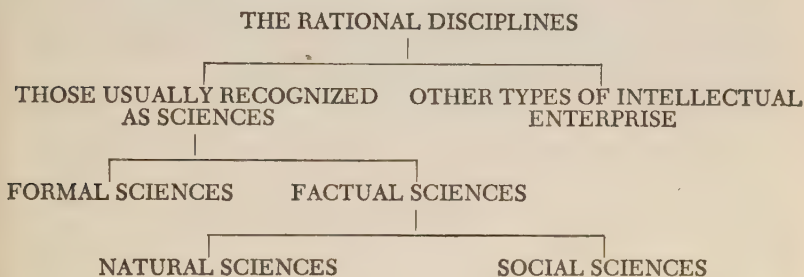 THE RATIONAL DISCIPLINES
THOSE USUALLY RECOGNIZED OTHER TYPES OF INTELLECTUAL
AS SCIENCES ENTERPRISE
FORMAL SCIENCES FACTUAL SCIENCES
NATURAL SCIENCES SOCIAL SCIENCES